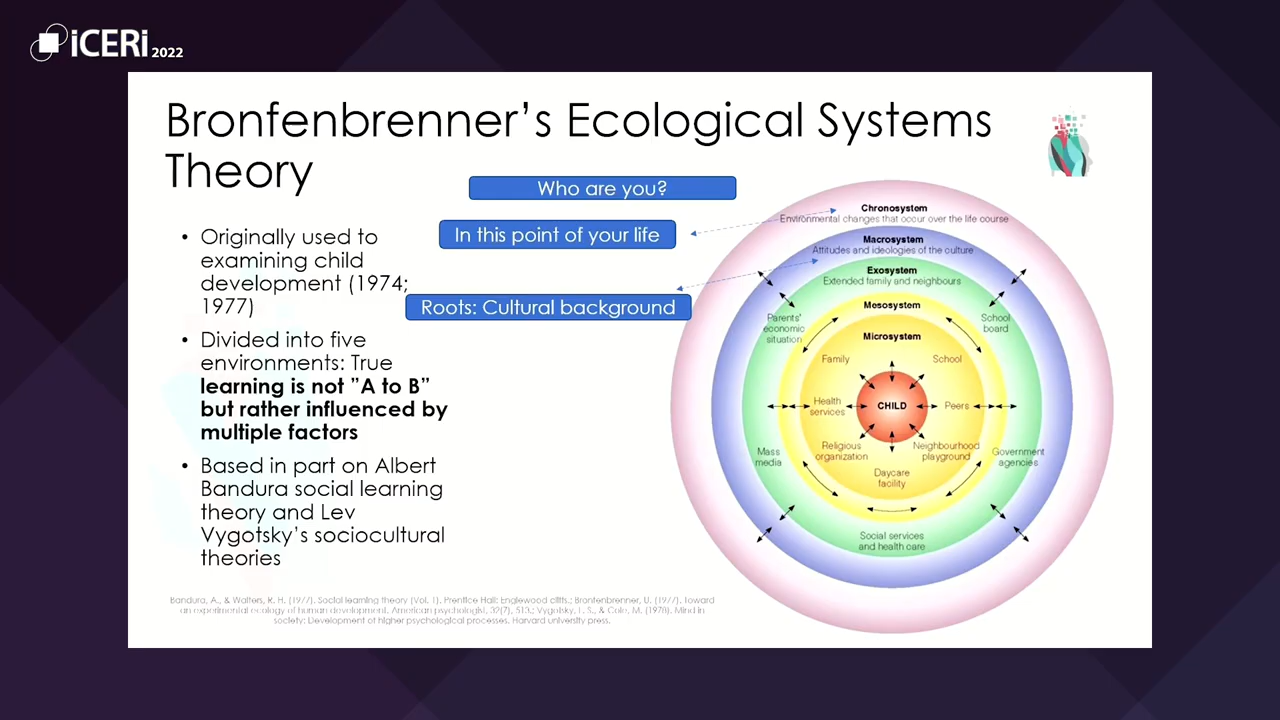 iCERi 2022
Bronfenbrenner's Ecological Systems
Theory
Who are you?
In this point of your life
Roots: Cultural background
• Originally used to
examining child
development (1974;
1977)
• Divided into five
environments: True
learning is not "A to B"
but rather influenced by
multiple factors
• Based in part on Albert
Bandura social learning
theory and Lev
Vygotsky's sociocultural
theories
Chronosystem
Environmental changes that occur over the life course
Macrosystem
Attitudes and ideologies of the culture
Exosystem
Extended family and neighbours
Mesosystem
Microsystem
Parents'
economic
situation
School
board
Family
School
Health
services
CHILD
Peers
Religious
organization
Neighbourhood
playground
Daycare
facility
Mass
media
Government
agencies
Social services
and health care
Bandura, A., & Walters, R. H. (1977). Social learning theory (Vol. 1). Prentice Hall: Englewood cliffs.; Bronfenbrenner, U. (1977). Toward
an experimental ecology of human development. American psychologist, 32(7), 513.; Vygotsky, L. S., & Cole, M. (1978). Mind in
society: Development of higher psychological processes. Harvard university press.